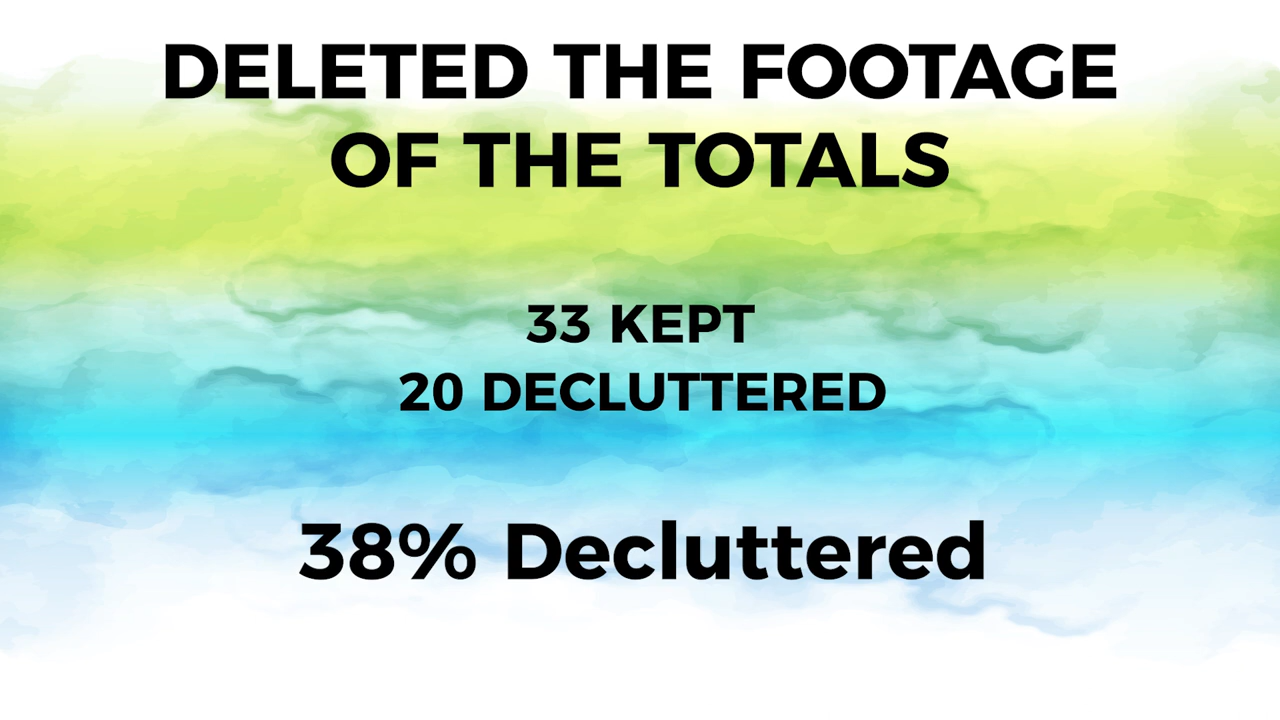 DELETED THE FOOTAGE
OF THE TOTALS
33 KEPT
20 DECLUTTERED
38% Decluttered